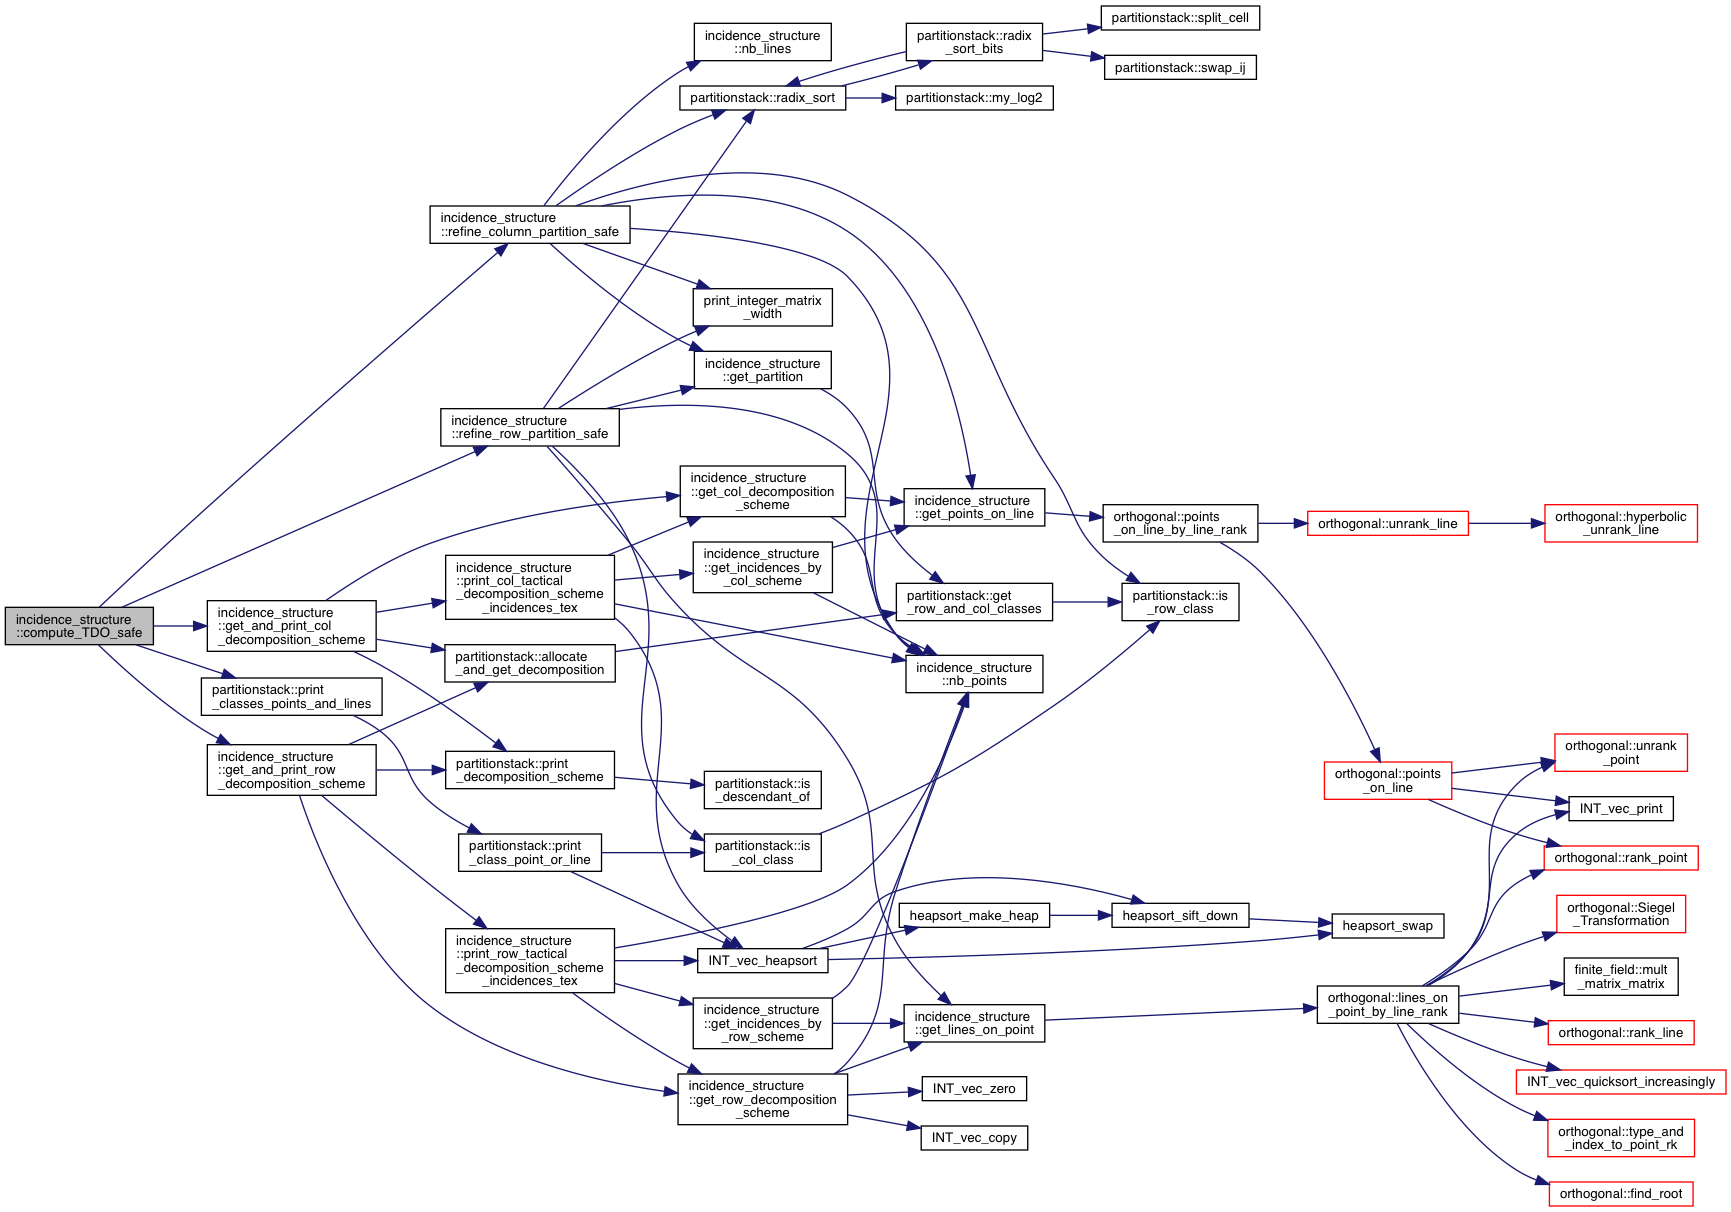 incidence_structure
::compute_TDO_safe
incidence_structure
::refine_column_partition_safe
incidence_structure
::refine_row_partition_safe
incidence_structure
::get_and_print_col
_decomposition_scheme
partitionstack::print
_classes_points_and_lines
incidence_structure
::get_and_print_row
_decomposition_scheme
incidence_structure
::print_col_tactical
_decomposition_scheme
_incidences_tex
partitionstack::allocate
_and_get_decomposition
partitionstack::print
_decomposition_scheme
partitionstack::print
_class_point_or_line
incidence_structure
::print_row_tactical
_decomposition_scheme
_incidences_tex
incidence_structure
::nb_lines
partitionstack::radix_sort
print_integer_matrix
_width
incidence_structure
::get_partition
incidence_structure
::get_col_decomposition
_scheme
incidence_structure
::get_incidences_by
_col_scheme
partitionstack::is
_descendant_of
partitionstack::is
_col_class
INT_vec_heapsort
incidence_structure
::get_incidences_by
_row_scheme
incidence_structure
::get_row_decomposition
_scheme
partitionstack::radix
_sort_bits
partitionstack::my_log2
incidence_structure
::get_points_on_line
partitionstack::get
_row_and_col_classes
incidence_structure
::nb_points
heapsort_make_heap
incidence_structure
::get_lines_on_point
INT_vec_zero
INT_vec_copy
partitionstack::split_cell
partitionstack::swap_ij
orthogonal::points
_on_line_by_line_rank
partitionstack::is
_row_class
heapsort_sift_down
orthogonal::unrank_line
orthogonal::points
_on_line
heapsort_swap
orthogonal::lines_on
_point_by_line_rank
orthogonal::hyperbolic
_unrank_line
orthogonal::unrank
_point
INT_vec_print
orthogonal::rank_point
orthogonal::Siegel
_Transformation
finite_field::mult
_matrix_matrix
orthogonal::rank_line
INT_vec_quicksort_increasingly
orthogonal::type_and
_index_to_point_rk
orthogonal::find_root